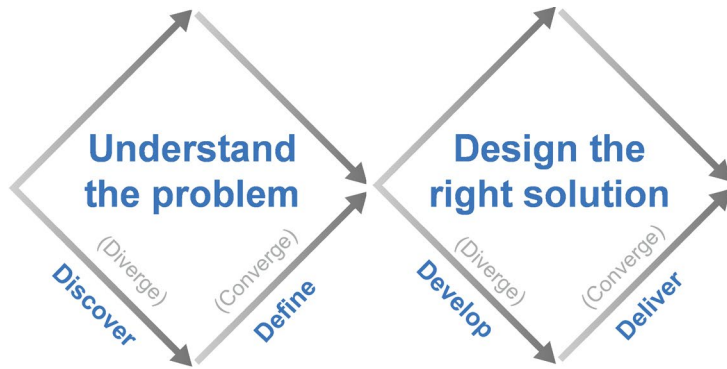 Understand
the problem
(Diverge)
Discover
(Converge)
Define
Design the
right solution
(Diverge)
Develop
(Converge)
Deliver